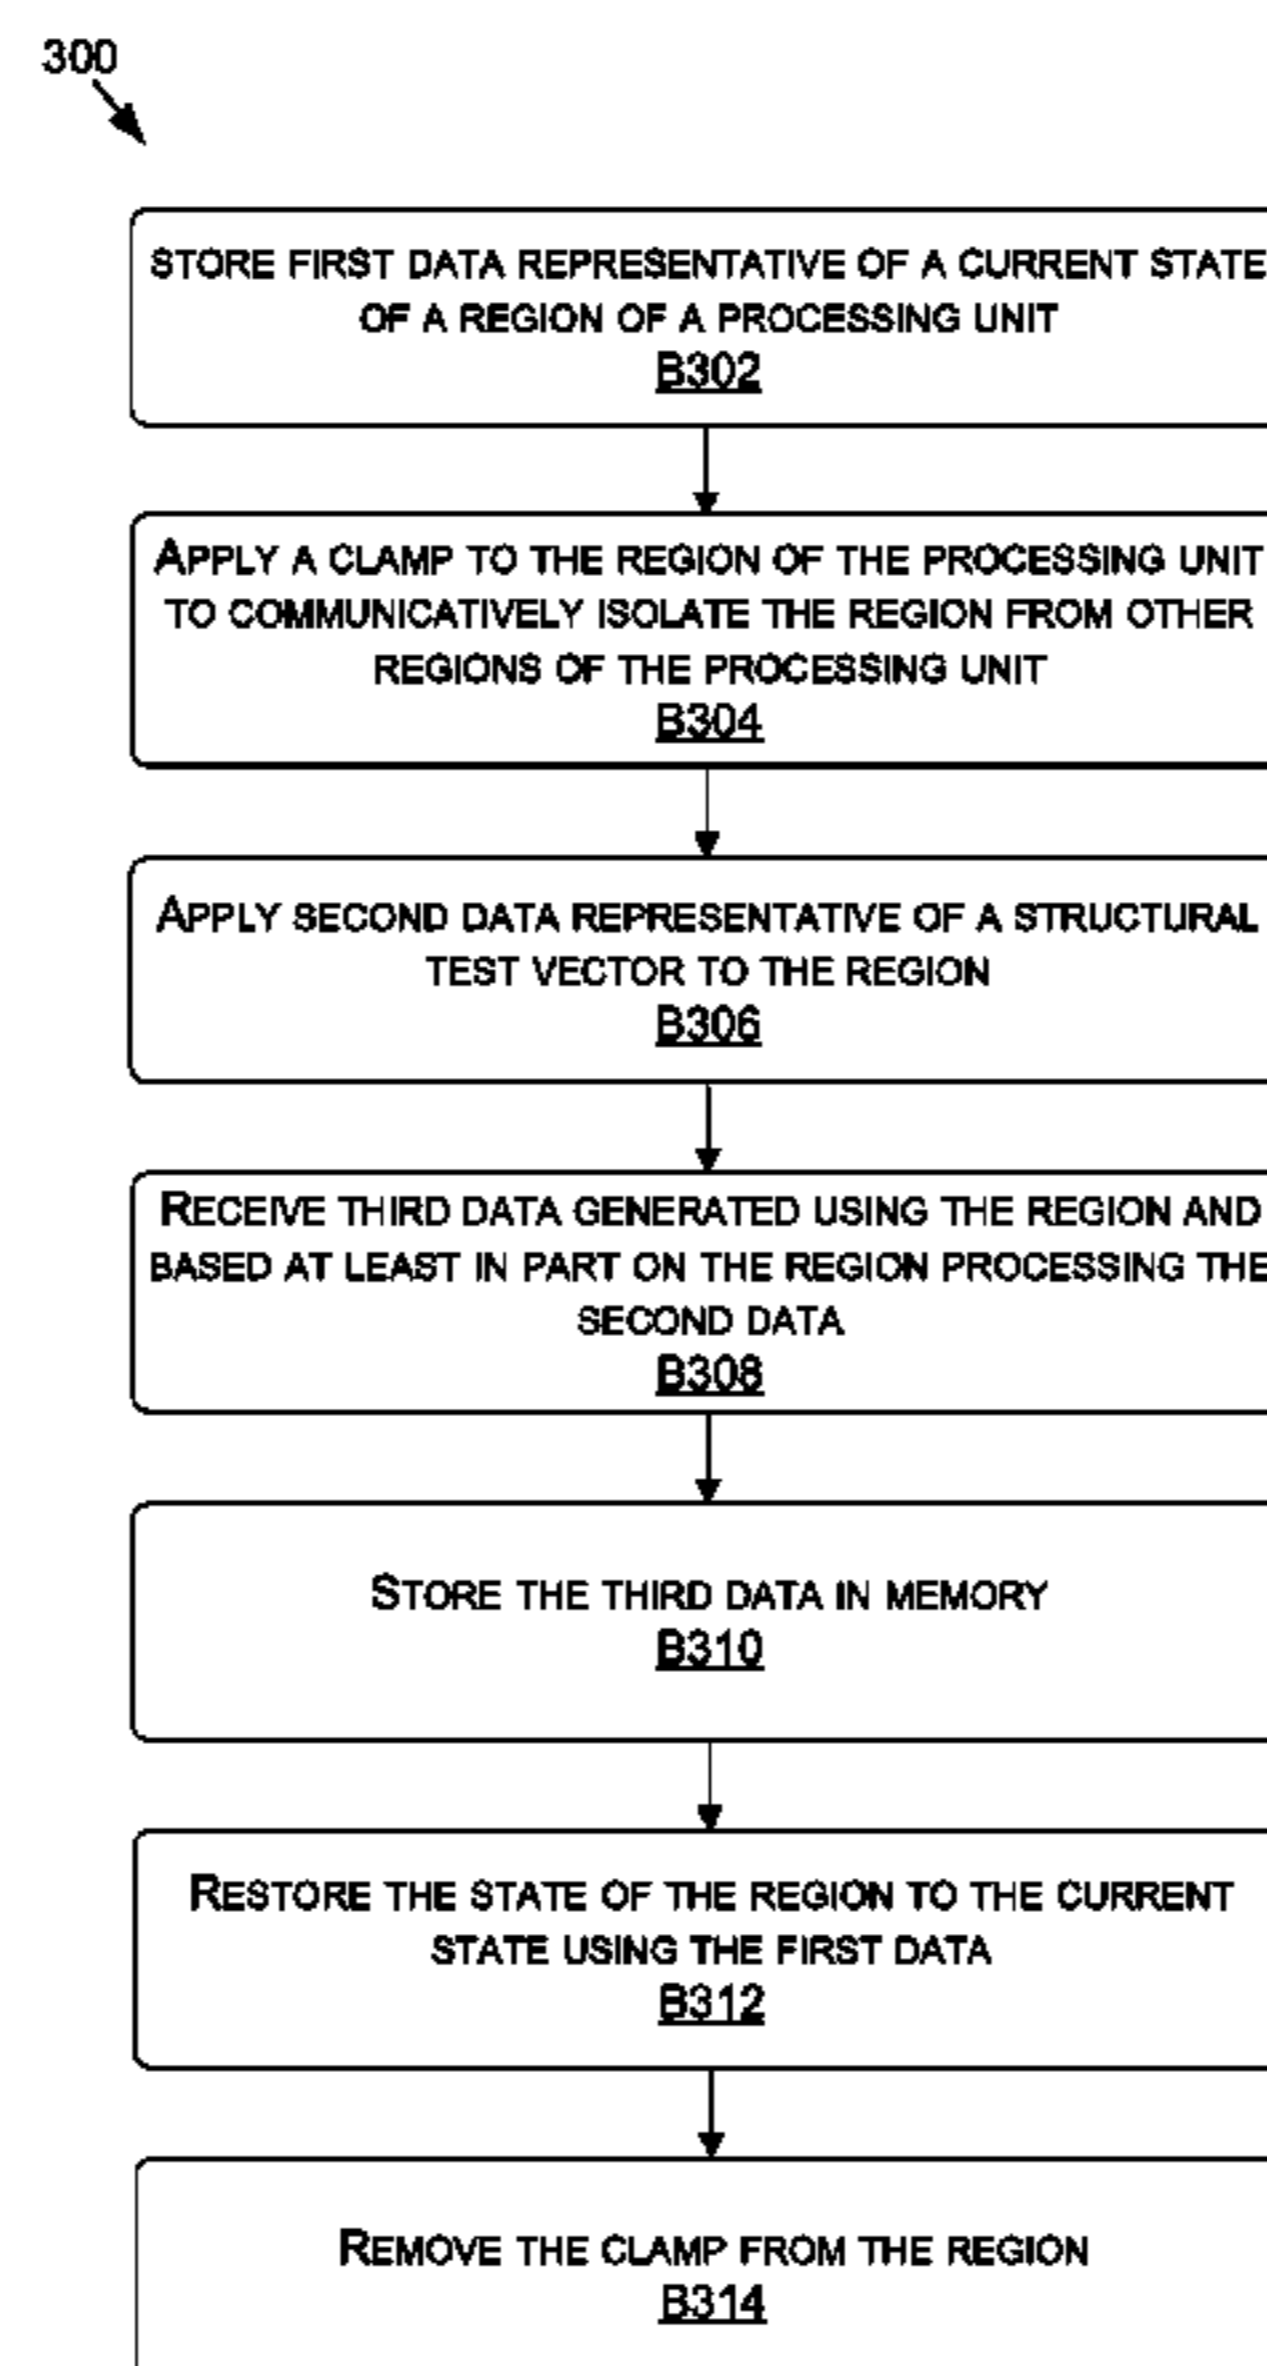 300
STORE FIRST DATA REPRESENTATIVE OF A CURRENT STATE
OF A REGION OF A PROCESSING UNIT
B302
APPLY A CLAMP TO THE REGION OF THE PROCESSING UNIT
TO COMMUNICATIVELY ISOLATE THE REGION FROM OTHER
REGIONS OF THE PROCESSING UNIT
B304
APPLY SECOND DATA REPRESENTATIVE OF A STRUCTURAL
TEST VECTOR TO THE REGION
B306
RECEIVE THIRD DATA GENERATED USING THE REGION AND
BASED AT LEAST IN PART ON THE REGION PROCESSING THE
SECOND DATA
B308
STORE THE THIRD DATA IN MEMORY
B310
RESTORE THE STATE OF THE REGION TO THE CURRENT
STATE USING THE FIRST DATA
B312
REMOVE THE CLAMP FROM THE REGION
B314